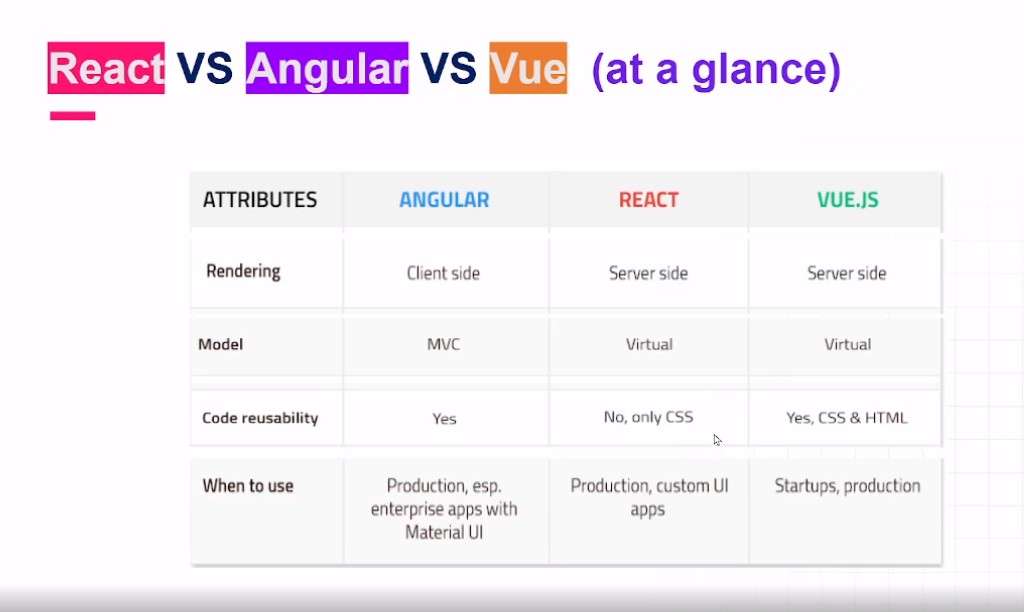 React VS Angular VS Vue (at a glance)
ATTRIBUTES ANGULAR REACT VUE.JS
Rendering Client side Server side Server side
Model MVC Virtual Virtual
Code reusability Yes No, only CSS Yes, CSS & HTML
When to use Production, esp. Production, custom UI Startups, production
enterprise apps with apps
Material UI